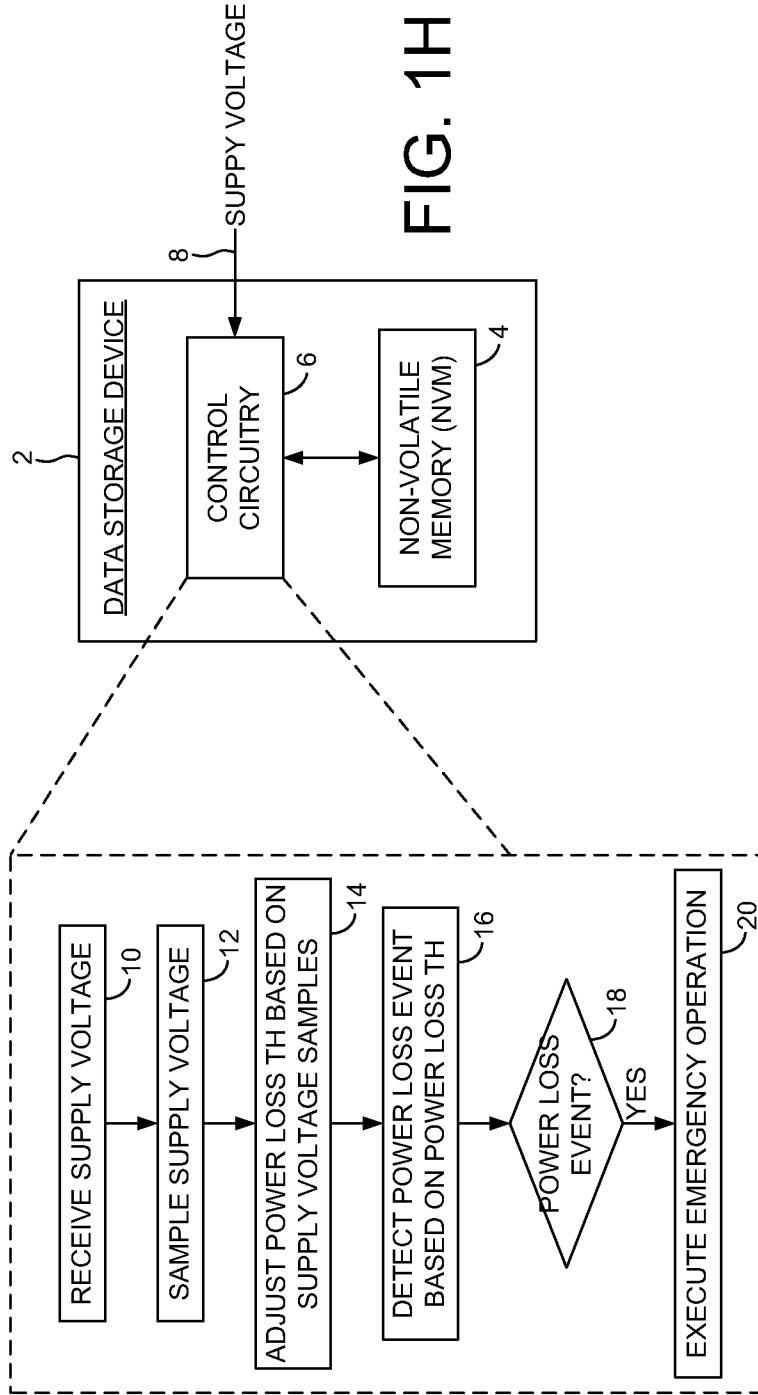 2
DATA STORAGE DEVICE
CONTROL
CIRCUITRY
6
8
SUPPY VOLTAGE
NON-VOLATILE
MEMORY (NVM)
4
RECEIVE SUPPLY VOLTAGE
10
SAMPLE SUPPLY VOLTAGE
12
ADJUST POWER LOSS TH BASED ON
SUPPLY VOLTAGE SAMPLES
14
DETECT POWER LOSS EVENT
BASED ON POWER LOSS TH
16
POWER LOSS
EVENT?
18
YES
EXECUTE EMERGENCY OPERATION
20
FIG. 1H